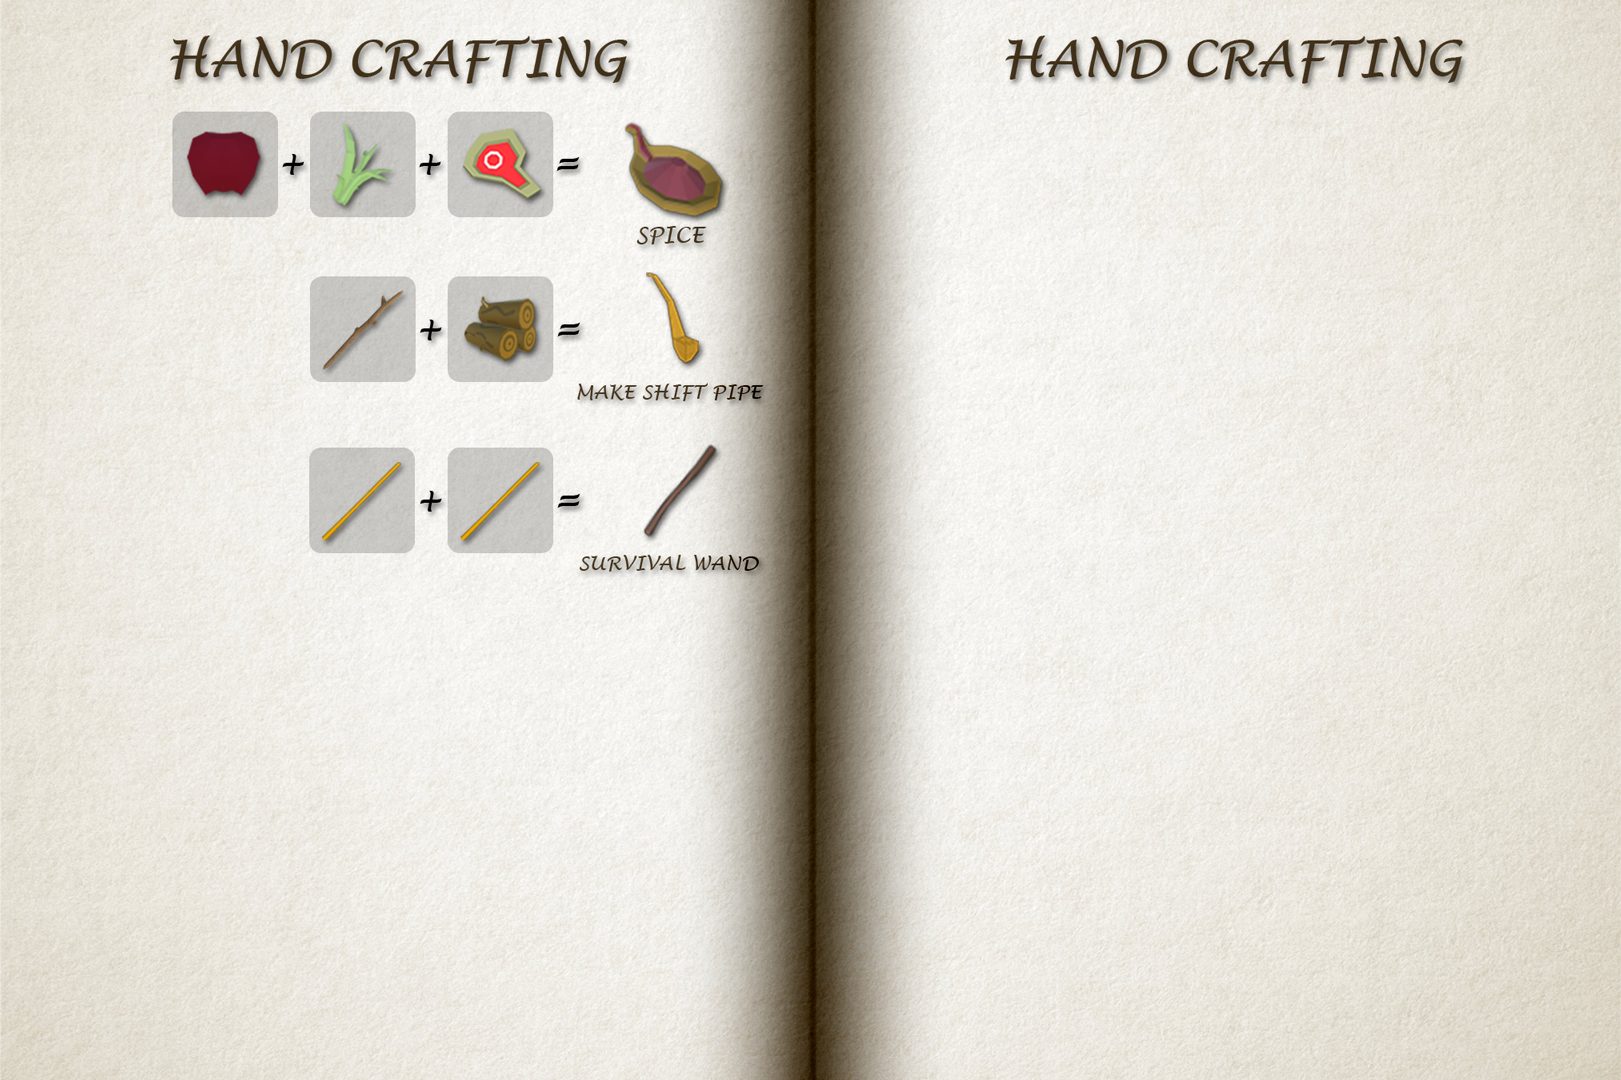 HAND CRAFTING
+ + =
SPICE
+ =
MAKE SHIFT PIPE
+ =
SURVIVAL WAND
HAND CRAFTING